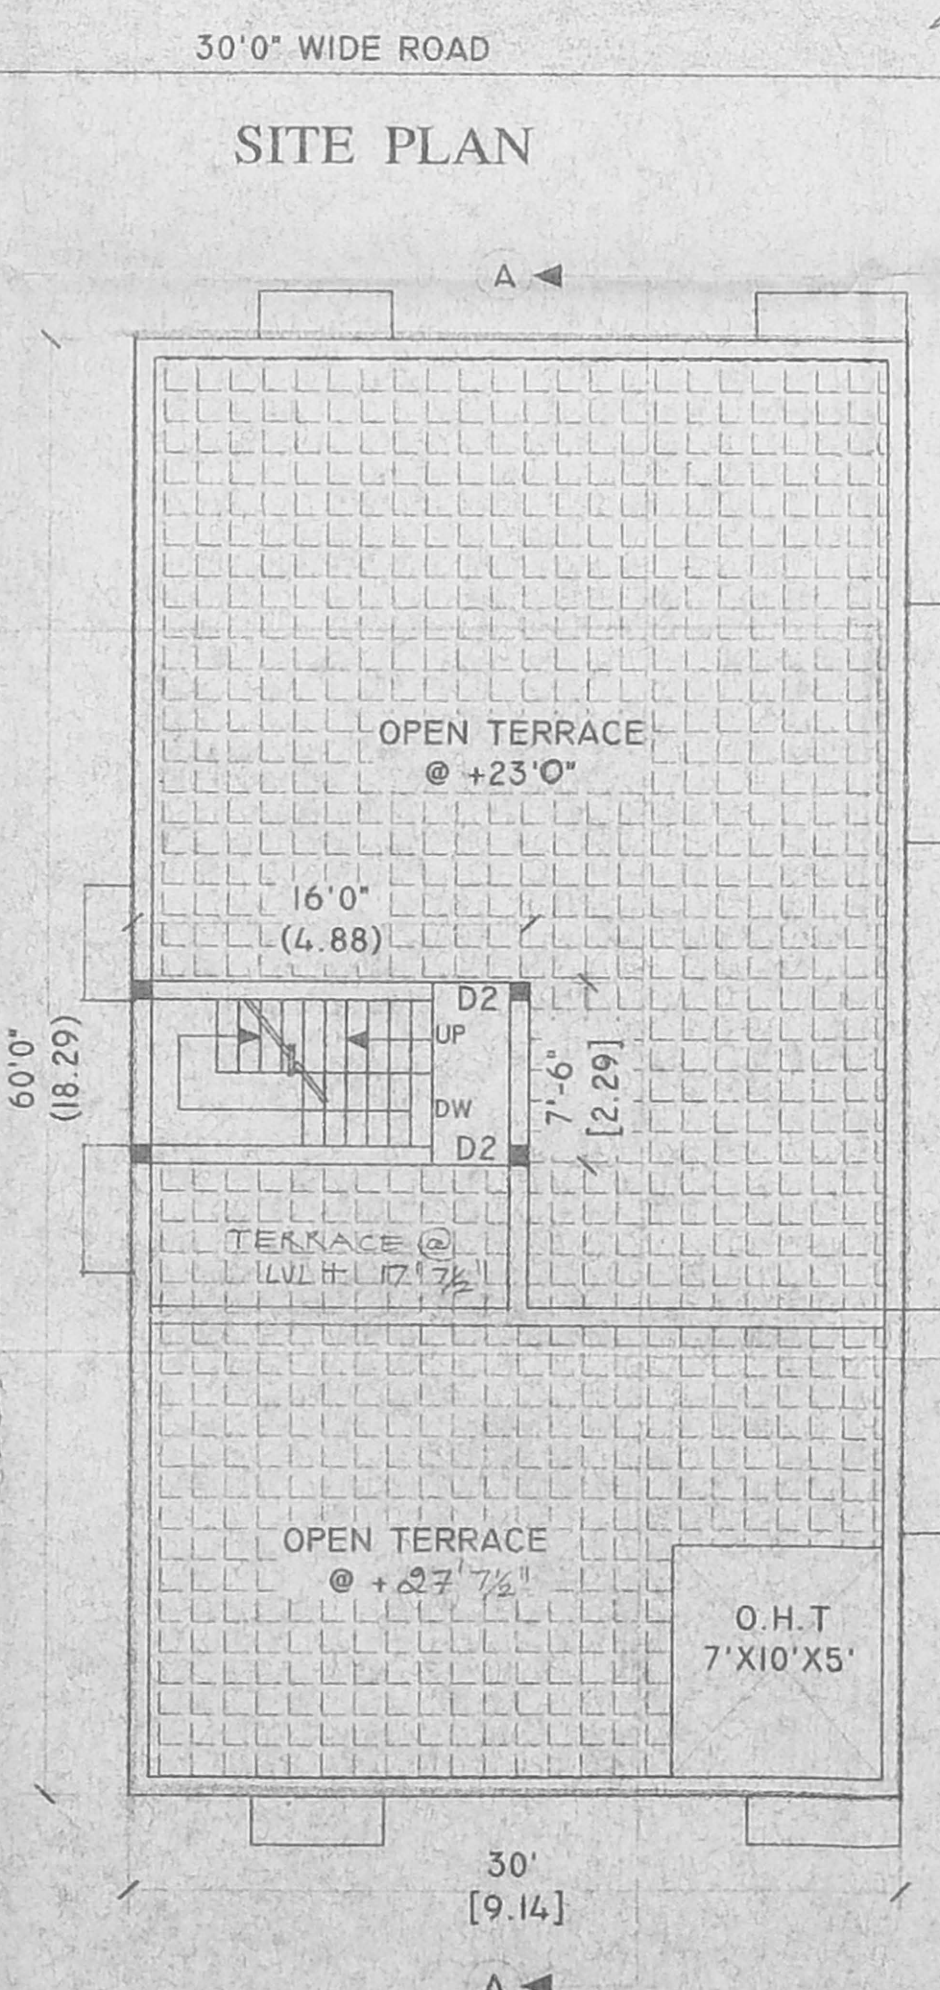 30'0" WIDE ROAD
SITE PLAN
A
OPEN TERRACE
@ +23'0"
16'0"
(4.88)
D2
UP
DW
D2
7'-6"
[2.29]
60'0"
(18.29)
TERRACE @
LVL + 17' 7½"
OPEN TERRACE
@ + 27' 7½"
O.H.T
7'X10'X5'
30'
[9.14]
A